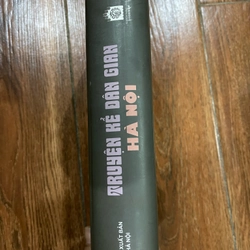 TRUYỆN KỂ DÂN GIAN
HÀ NỘI
XUẤT BẢN
HÀ NỘI